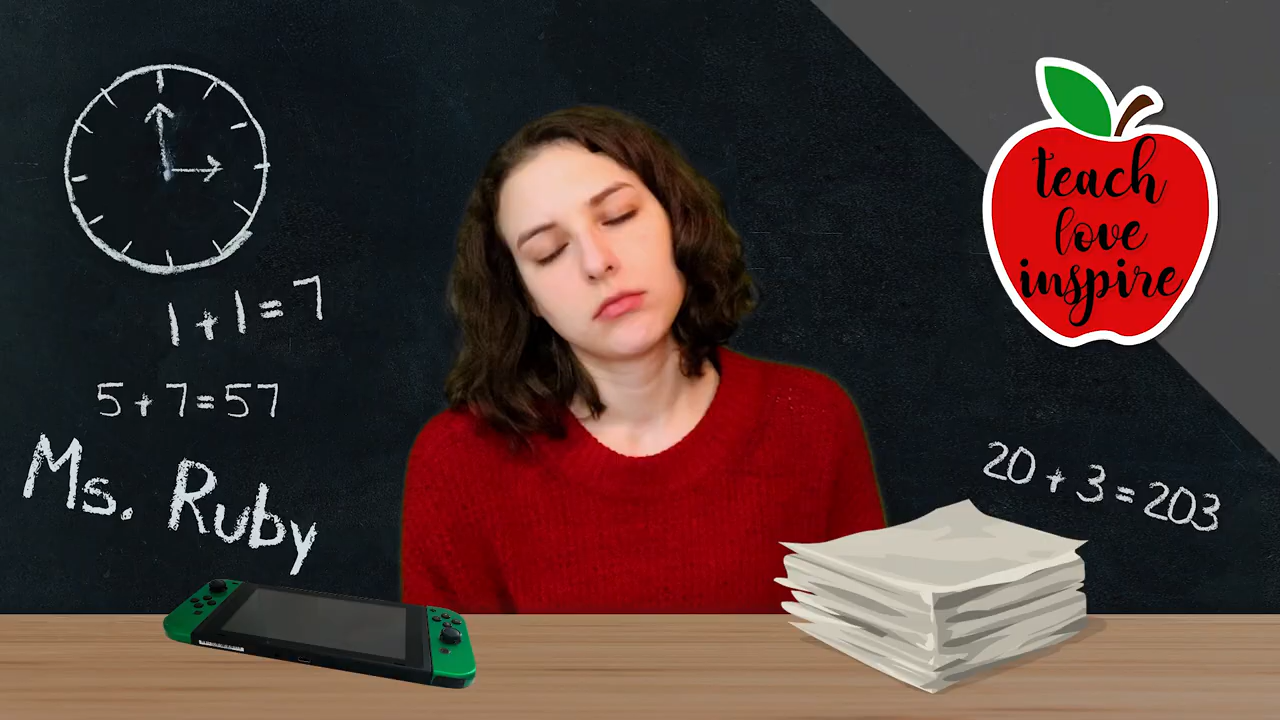 1+1=7
5+7=57
Ms. Ruby
teach
love
inspire
20+3=203